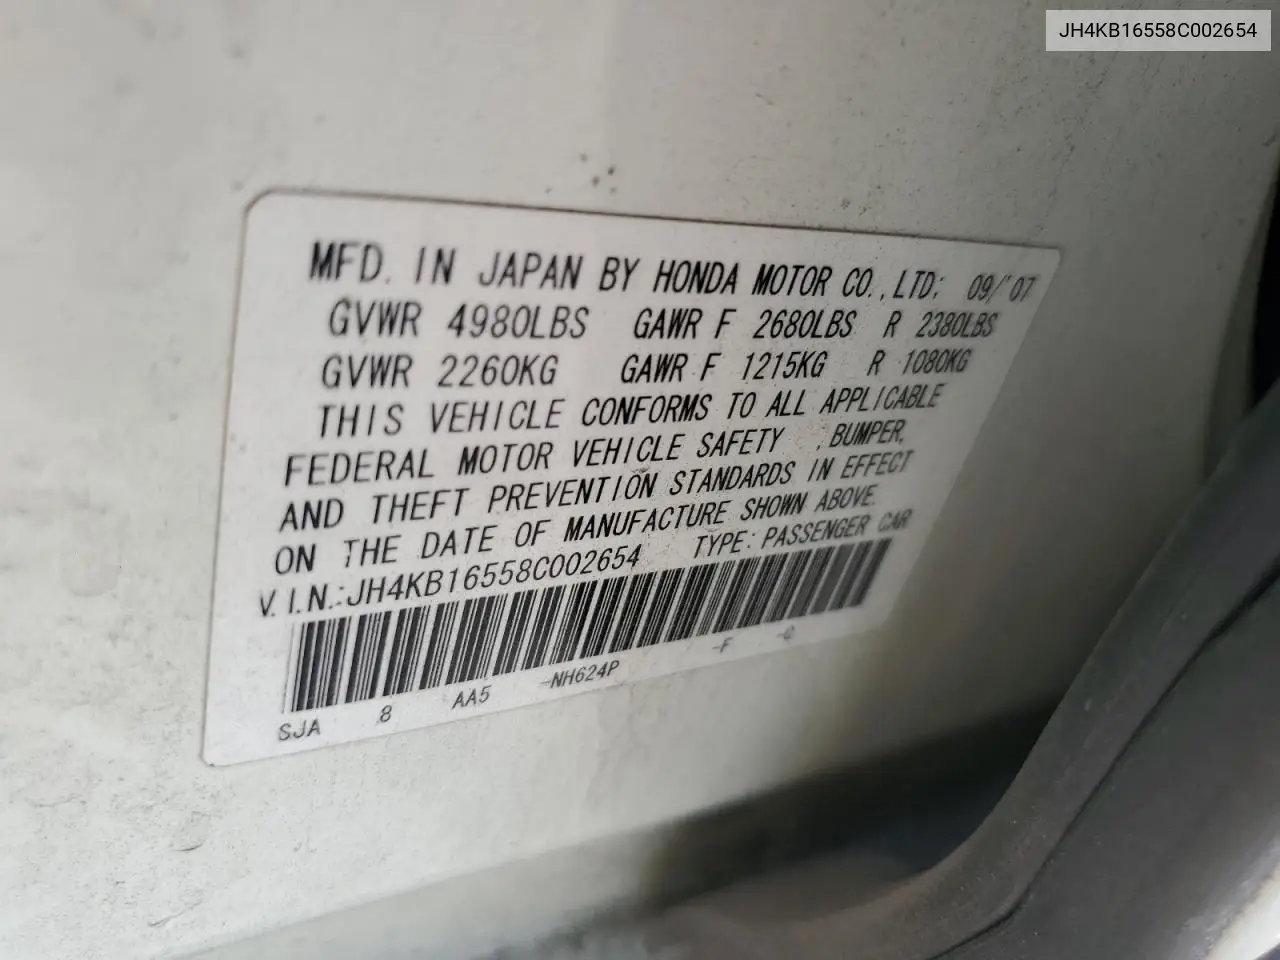 JH4KB16558C002654
MFD. IN JAPAN BY HONDA MOTOR CO., LTD; 09/'07
GVWR 4980LBS GAWR F 2680LBS R 2380LBS
GVWR 2260KG GAWR F 1215KG R 1080KG
THIS VEHICLE CONFORMS TO ALL APPLICABLE
FEDERAL MOTOR VEHICLE SAFETY , BUMPER,
AND THEFT PREVENTION STANDARDS IN EFFECT
ON THE DATE OF MANUFACTURE SHOWN ABOVE.
V.I.N.:JH4KB16558C002654 TYPE: PASSENGER CAR
SJA 8 AA5 -NH624P -F -Q